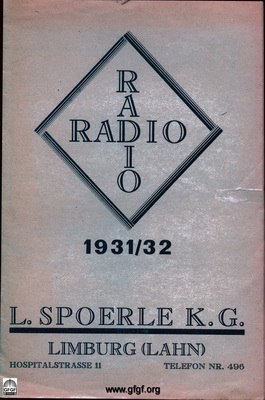 RADIO
RADIO
1931/32
L. SPOERLE K.G.
LIMBURG (LAHN)
HOSPITALSTRASSE 11 TELEFON NR. 496
www.gfgf.org